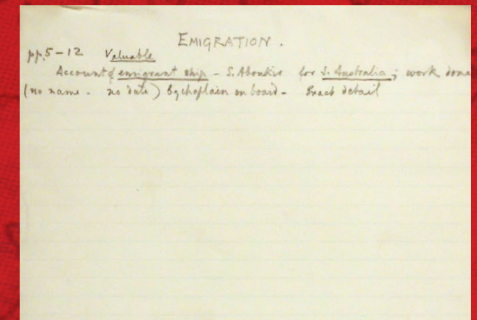 EMIGRATION.
pp. 5-12 Valuable
Account of emigrant ship - S. Aboukir for S. Australia; work done
(no name - no date) by chaplain on board - Exact detail